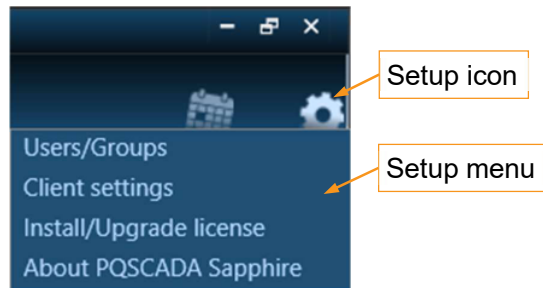 Setup icon
Users/Groups
Setup menu
Client settings
Install/Upgrade license
About PQSCADA Sapphire